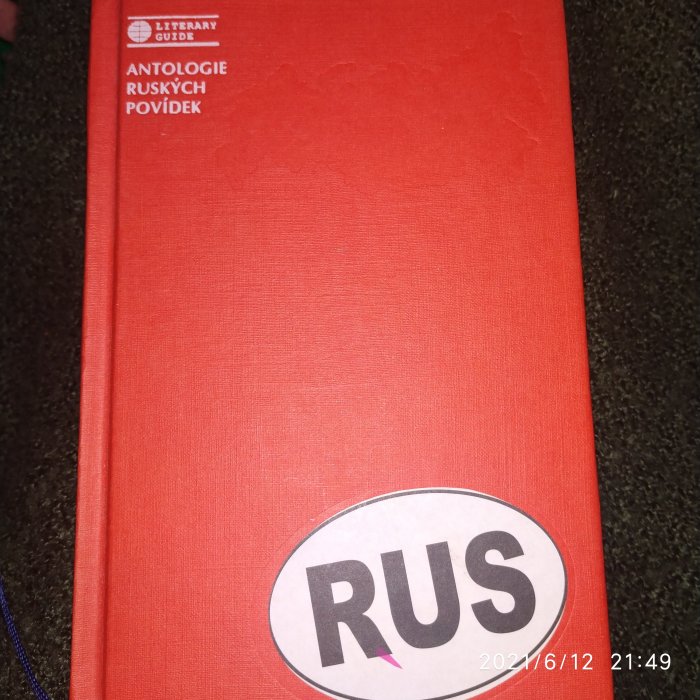 LITERARY
GUIDE
ANTOLOGIE
RUSKÝCH
POVÍDEK
RUS
2021/6/12 21:49